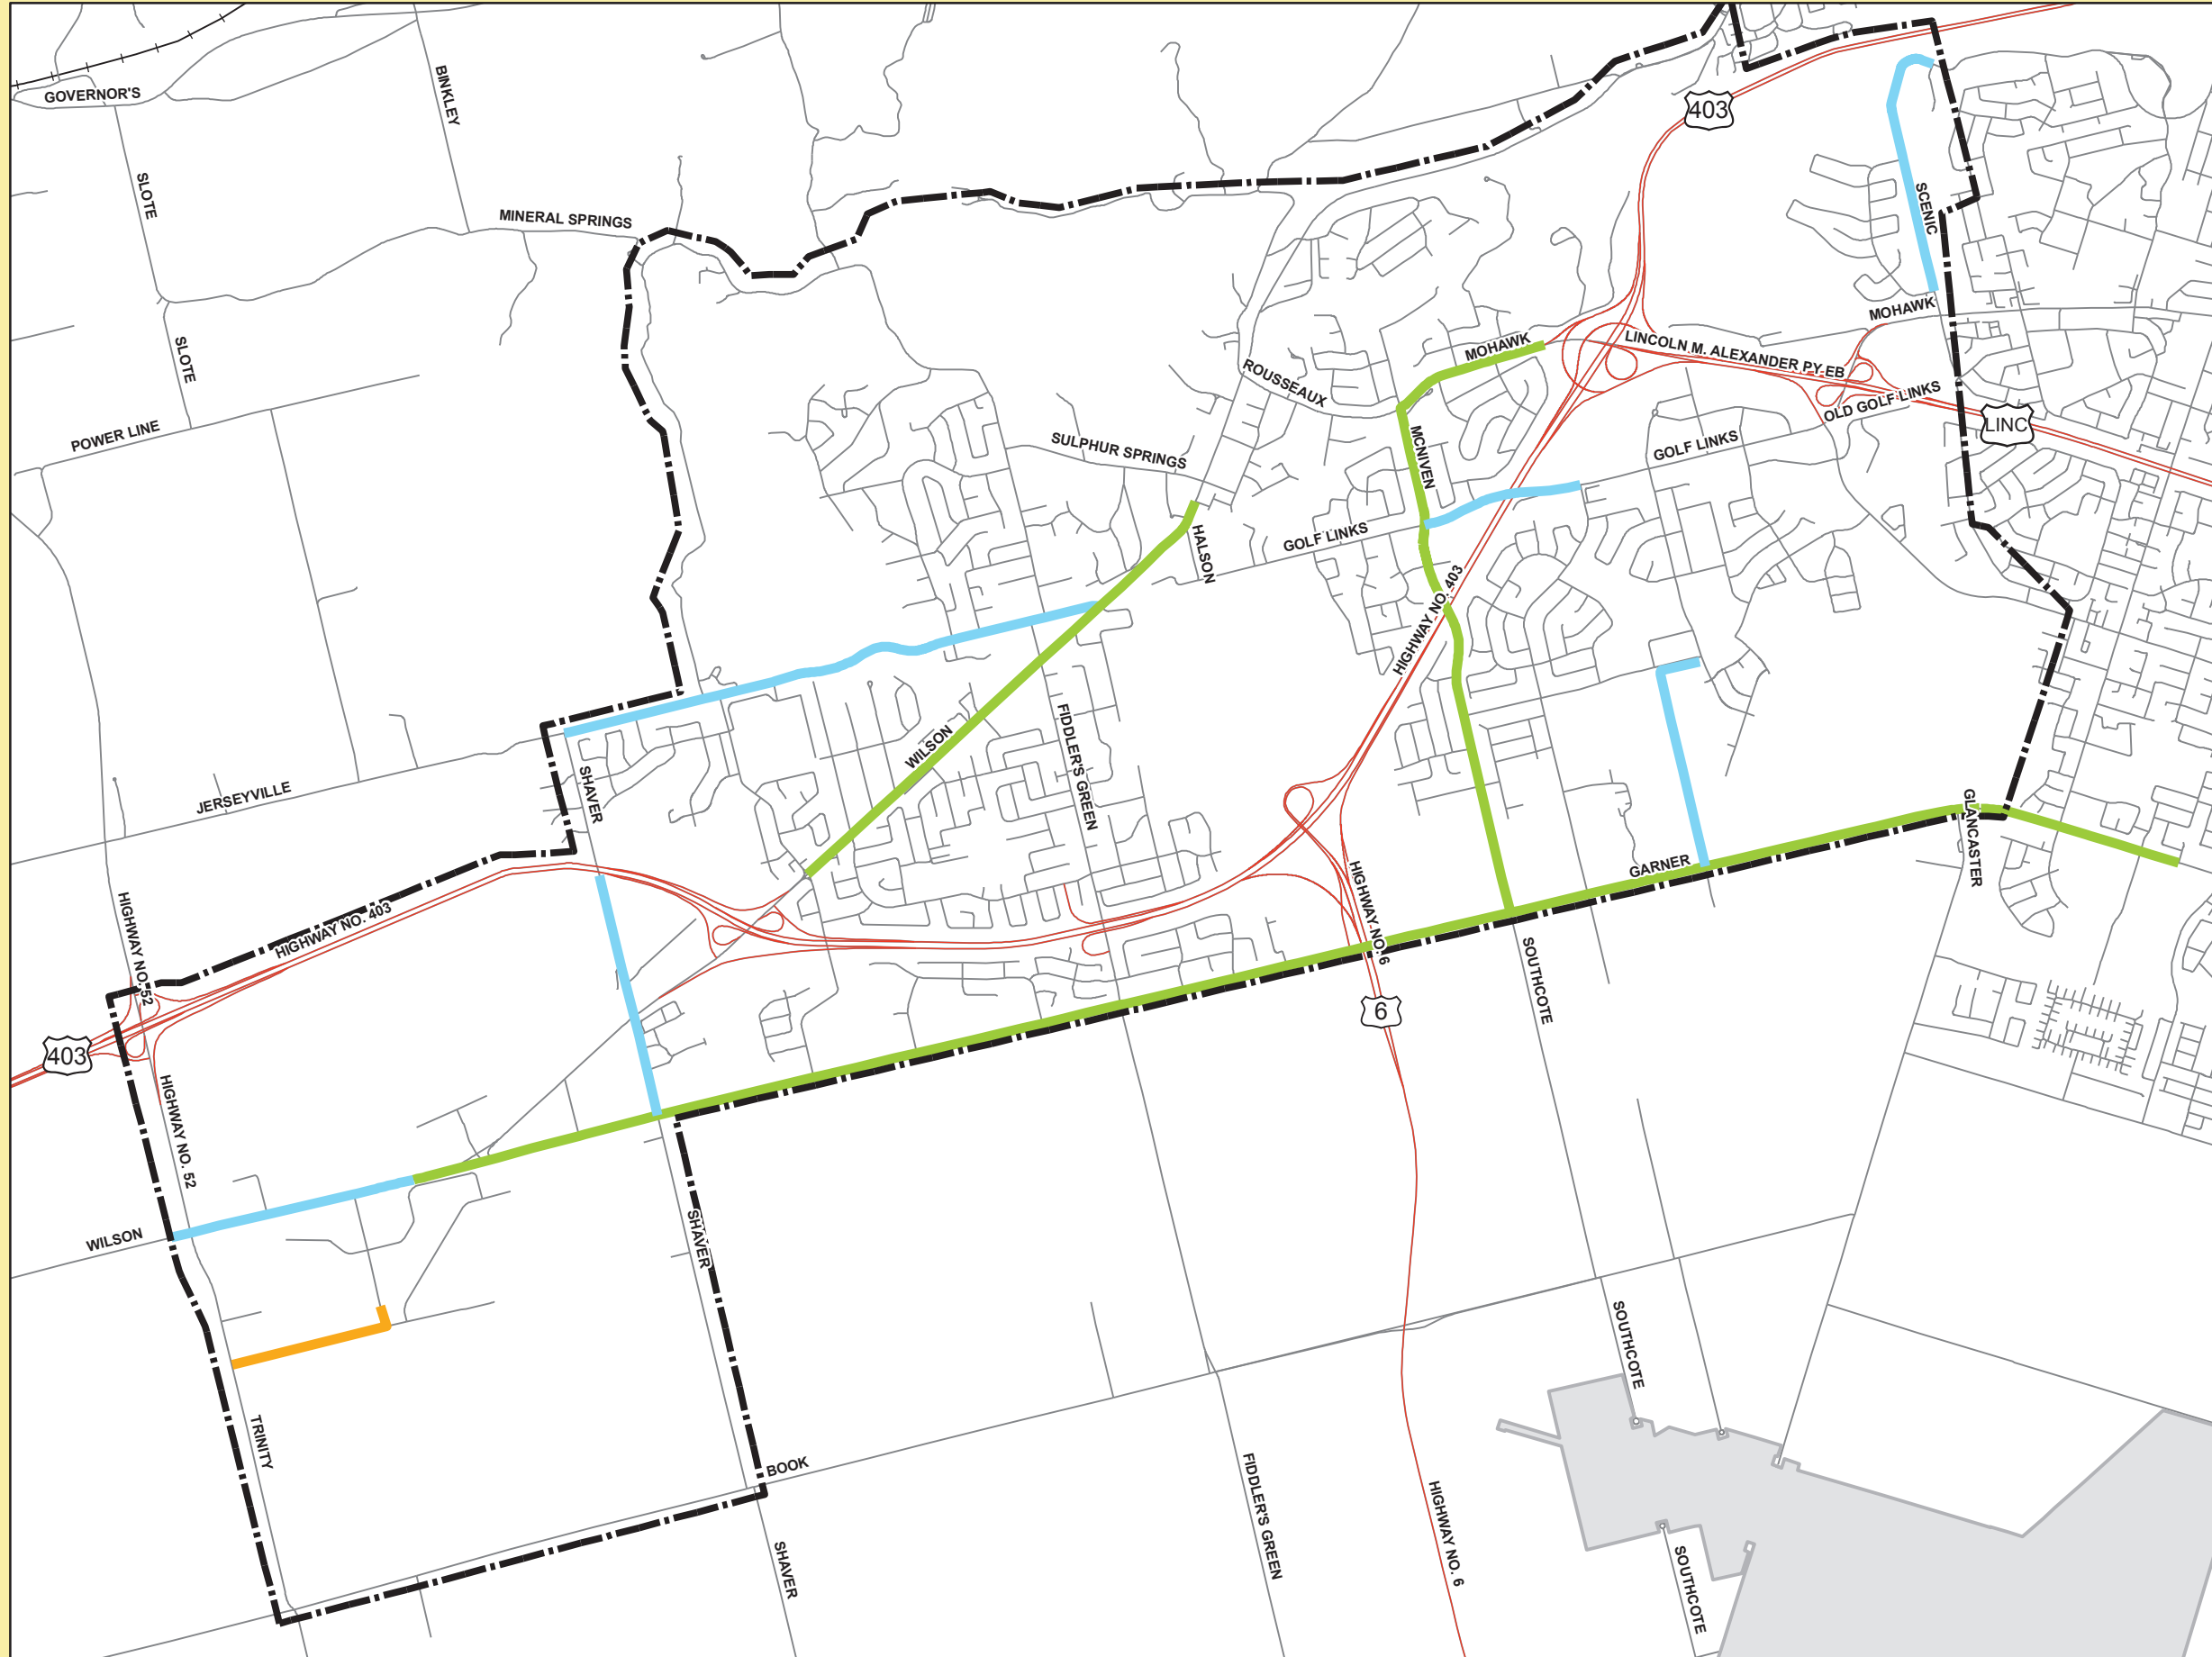 GOVERNOR'S
BINKLEY
403
SLOTE
SCENIC
MINERAL SPRINGS
MOHAWK
SLOTE
MOHAWK
LINCOLN M. ALEXANDER PY EB
ROUSSEAUX
OLD GOLF LINKS
LINC
POWER LINE
SULPHUR SPRINGS
MCNIVEN
GOLF LINKS
GOLF LINKS
HALSON
HIGHWAY NO. 403
WILSON
FIDDLER'S GREEN
SHAVER
JERSEYVILLE
GLANCASTER
GARNER
HIGHWAY NO. 6
HIGHWAY NO. 403
HIGHWAY NO. 52
SOUTHCOTE
6
403
HIGHWAY NO. 52
WILSON
SHAVER
SOUTHCOTE
TRINITY
BOOK
FIDDLER'S GREEN
HIGHWAY NO. 6
SHAVER
SOUTHCOTE